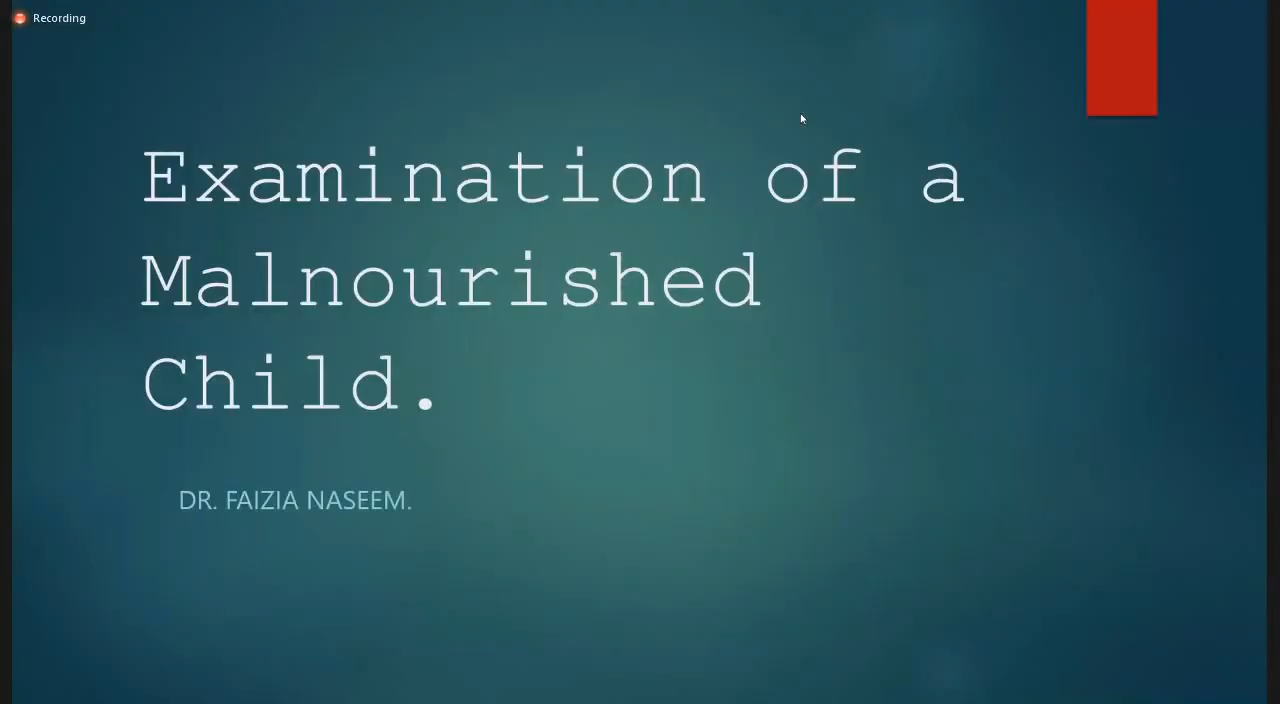 Recording
Examination of a
Malnourished
Child.
DR. FAIZIA NASEEM.